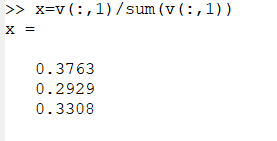 >> x=v(:,1)/sum(v(:,1))
x =
0.3763
0.2929
0.3308